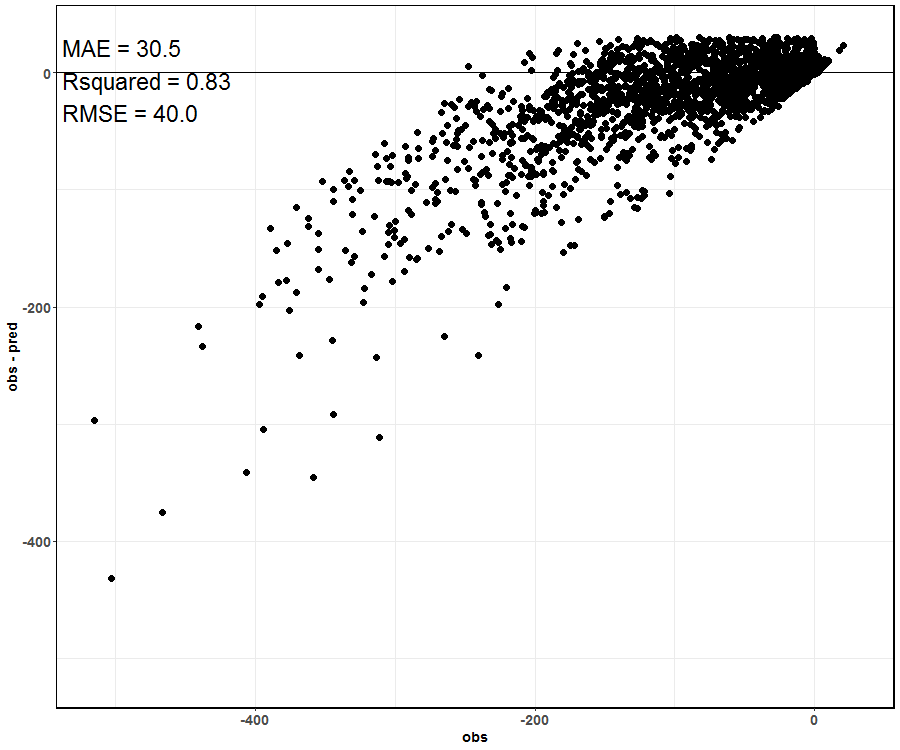 MAE = 30.5
Rsquared = 0.83
RMSE = 40.0
0
-200
-400
obs - pred
-400
-200
0
obs